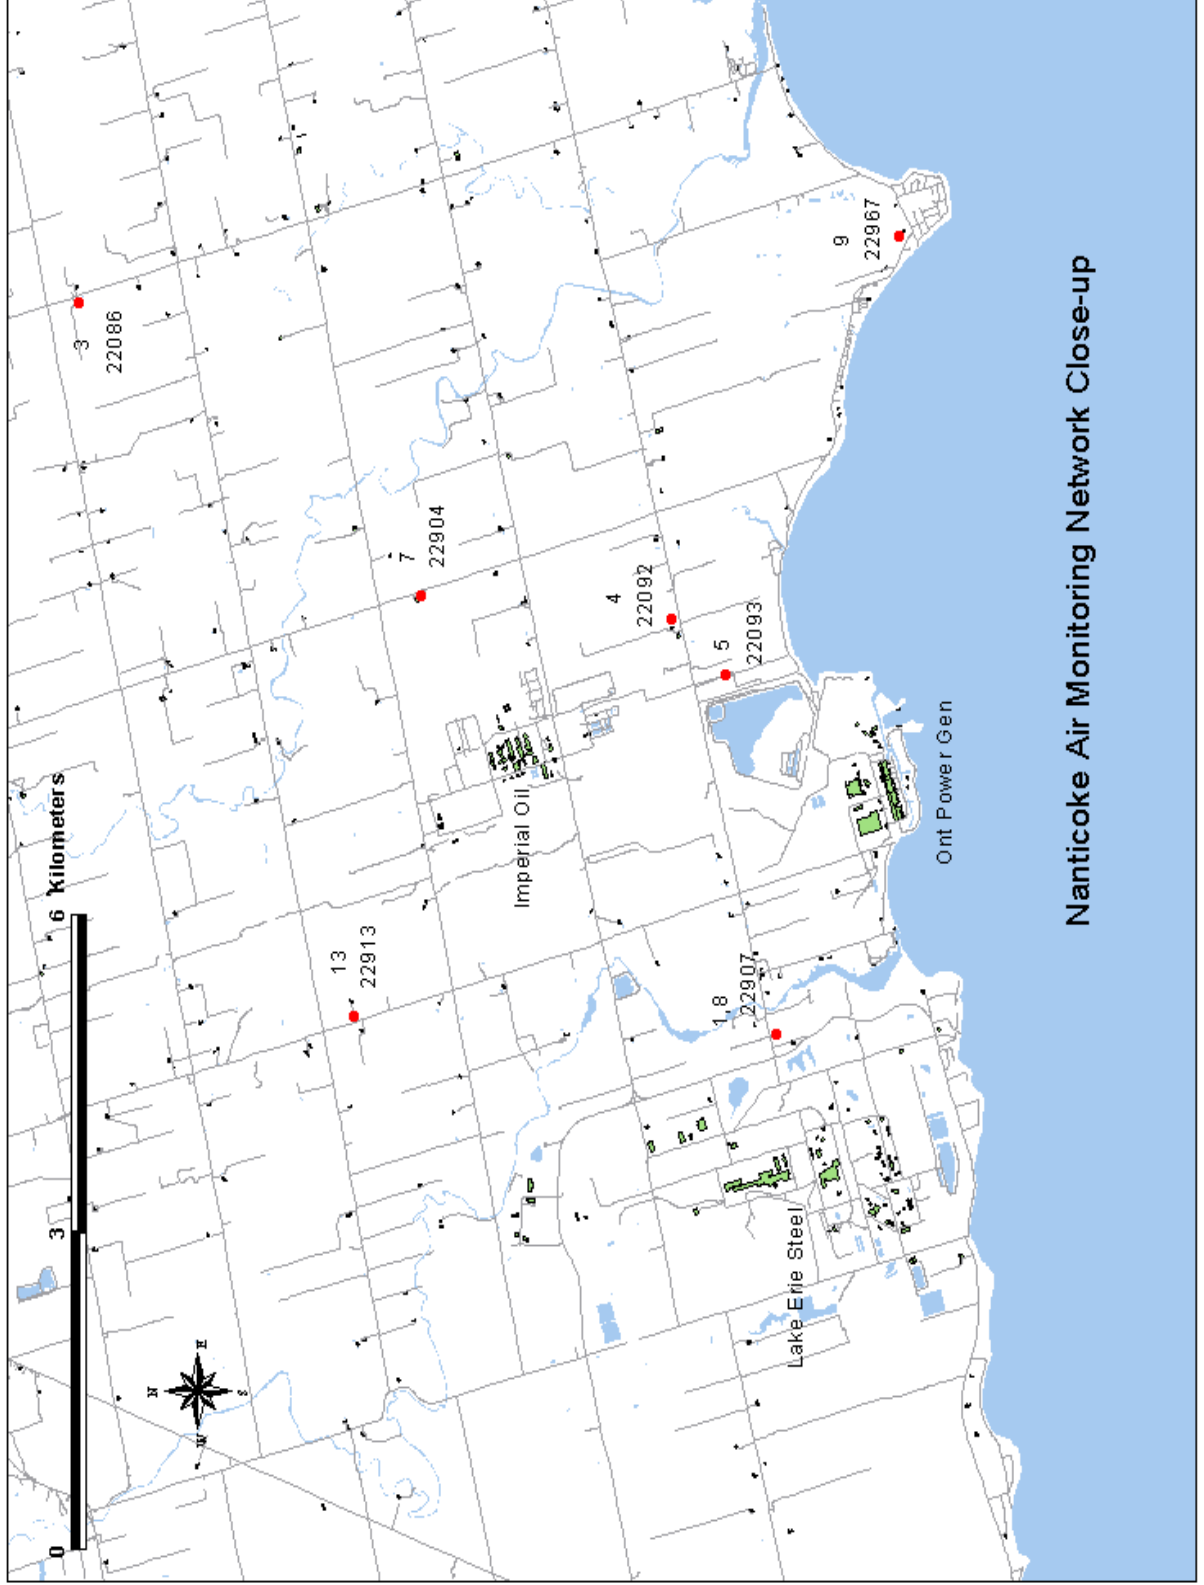 0 3 6 Kilometers
N
W E
S
3
22086
13
22913
7
22904
Imperial Oil
4
22092
5
22093
1,8
22907
9
22967
Lake Erie Steel
Ont Power Gen
Nanticoke Air Monitoring Network Close-up